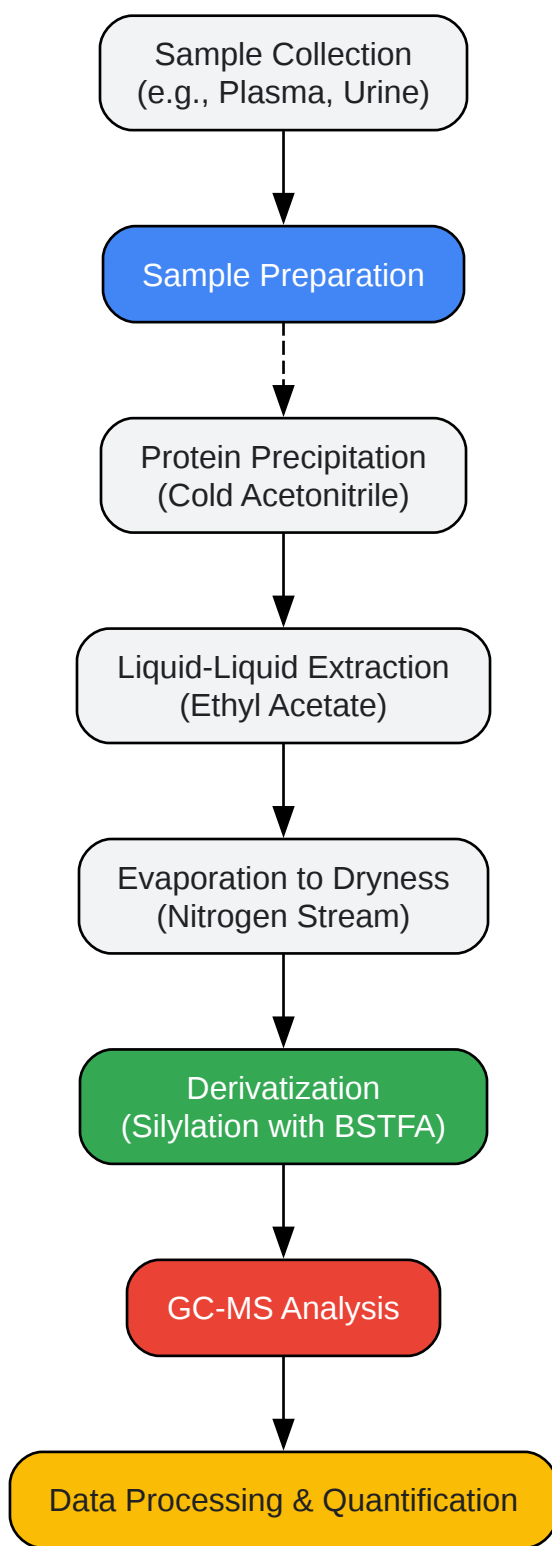 Sample Collection
(e.g., Plasma, Urine)
Sample Preparation
Protein Precipitation
(Cold Acetonitrile)
Liquid-Liquid Extraction
(Ethyl Acetate)
Evaporation to Dryness
(Nitrogen Stream)
Derivatization
(Silylation with BSTFA)
GC-MS Analysis
Data Processing & Quantification